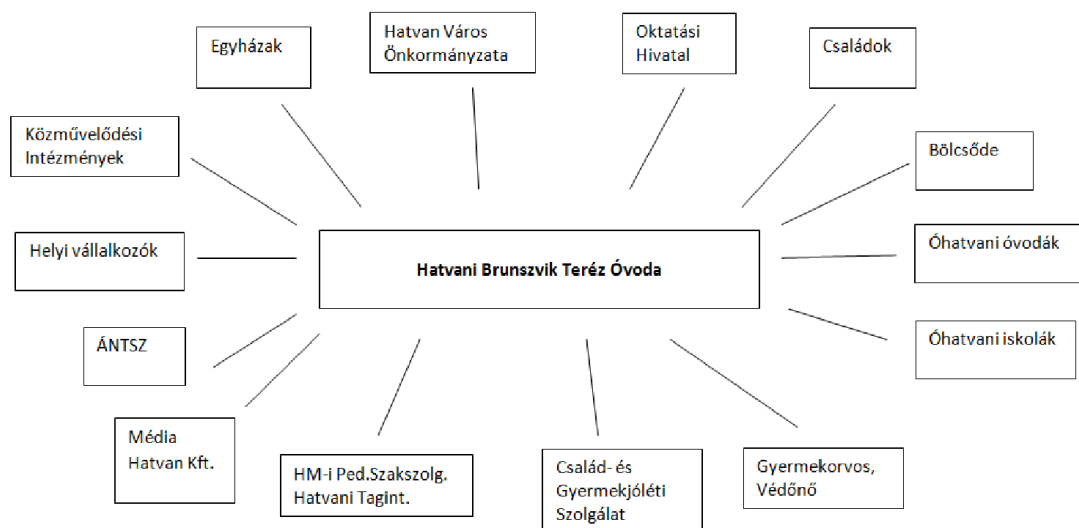 Egyházak
Hatvan Város
Önkormányzata
Oktatási
Hivatal
Családok
Közművelődési
Intézmények
Bölcsőde
Helyi vállalkozók
Hatvani Brunszvik Teréz Óvoda
Óhatvani óvodák
ÁNTSZ
Óhatvani iskolák
Média
Hatvan Kft.
HM-i Ped.Szakszolg.
Hatvani Tagint.
Család- és
Gyermekjóléti
Szolgálat
Gyermekorvos,
Védőnő